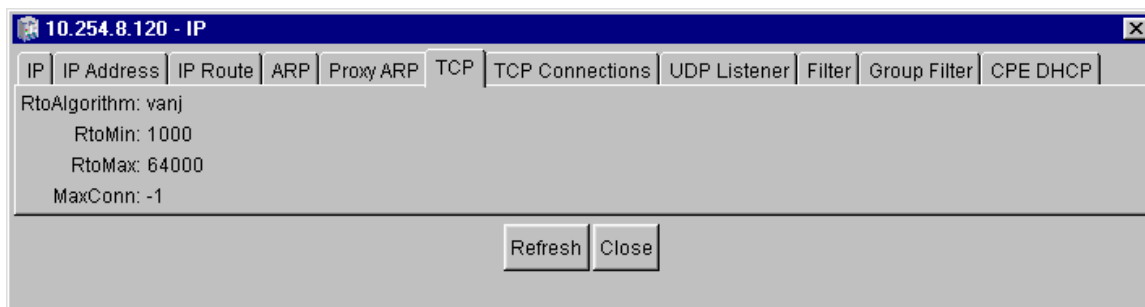 10.254.8.120 - IP
IP IP Address IP Route ARP Proxy ARP TCP TCP Connections UDP Listener Filter Group Filter CPE DHCP
RtoAlgorithm: vanj
RtoMin: 1000
RtoMax: 64000
MaxConn: -1
Refresh Close